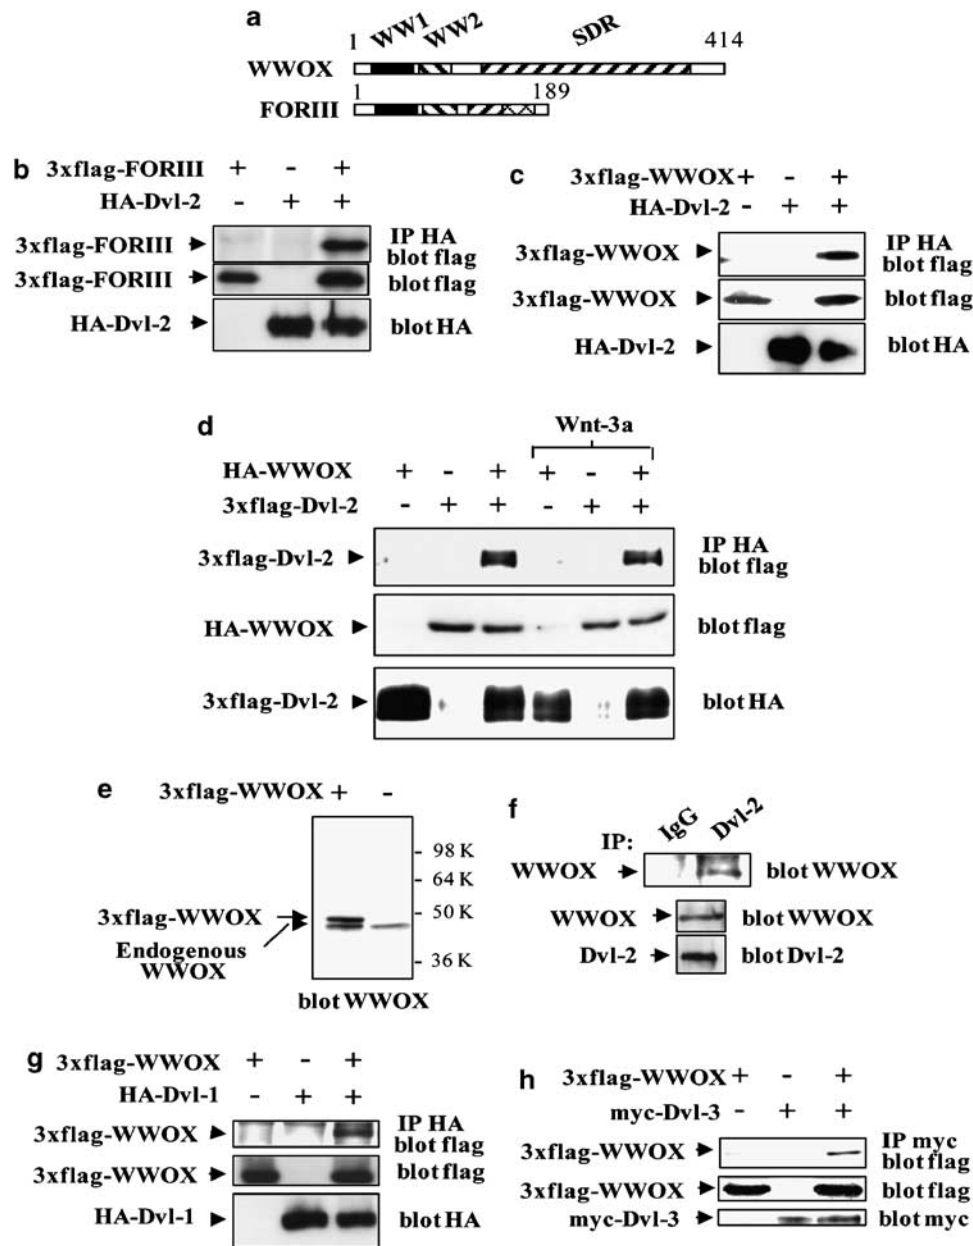 a
WW1 WW2 SDR
1 414
WWOX
1 189
FORIII
b
3xflag-FORIII + - +
HA-Dvl-2 - + +
3xflag-FORIII IP HA
blot flag
3xflag-FORIII blot flag
HA-Dvl-2 blot HA
c
3xflag-WWOX + - +
HA-Dvl-2 - + +
3xflag-WWOX IP HA
blot flag
3xflag-WWOX blot flag
HA-Dvl-2 blot HA
d
Wnt-3a
HA-WWOX + - + + - +
3xflag-Dvl-2 - + + - + +
3xflag-Dvl-2 IP HA
blot flag
HA-WWOX blot flag
3xflag-Dvl-2 blot HA
e
3xflag-WWOX + -
- 98 K
- 64 K
3xflag-WWOX - 50 K
Endogenous
WWOX - 36 K
blot WWOX
f
IP: IgG Dvl-2
WWOX blot WWOX
WWOX blot WWOX
Dvl-2 blot Dvl-2
g
3xflag-WWOX + - +
HA-Dvl-1 - + +
3xflag-WWOX IP HA
blot flag
3xflag-WWOX blot flag
HA-Dvl-1 blot HA
h
3xflag-WWOX + - +
myc-Dvl-3 - + +
3xflag-WWOX IP myc
blot flag
3xflag-WWOX blot flag
myc-Dvl-3 blot myc